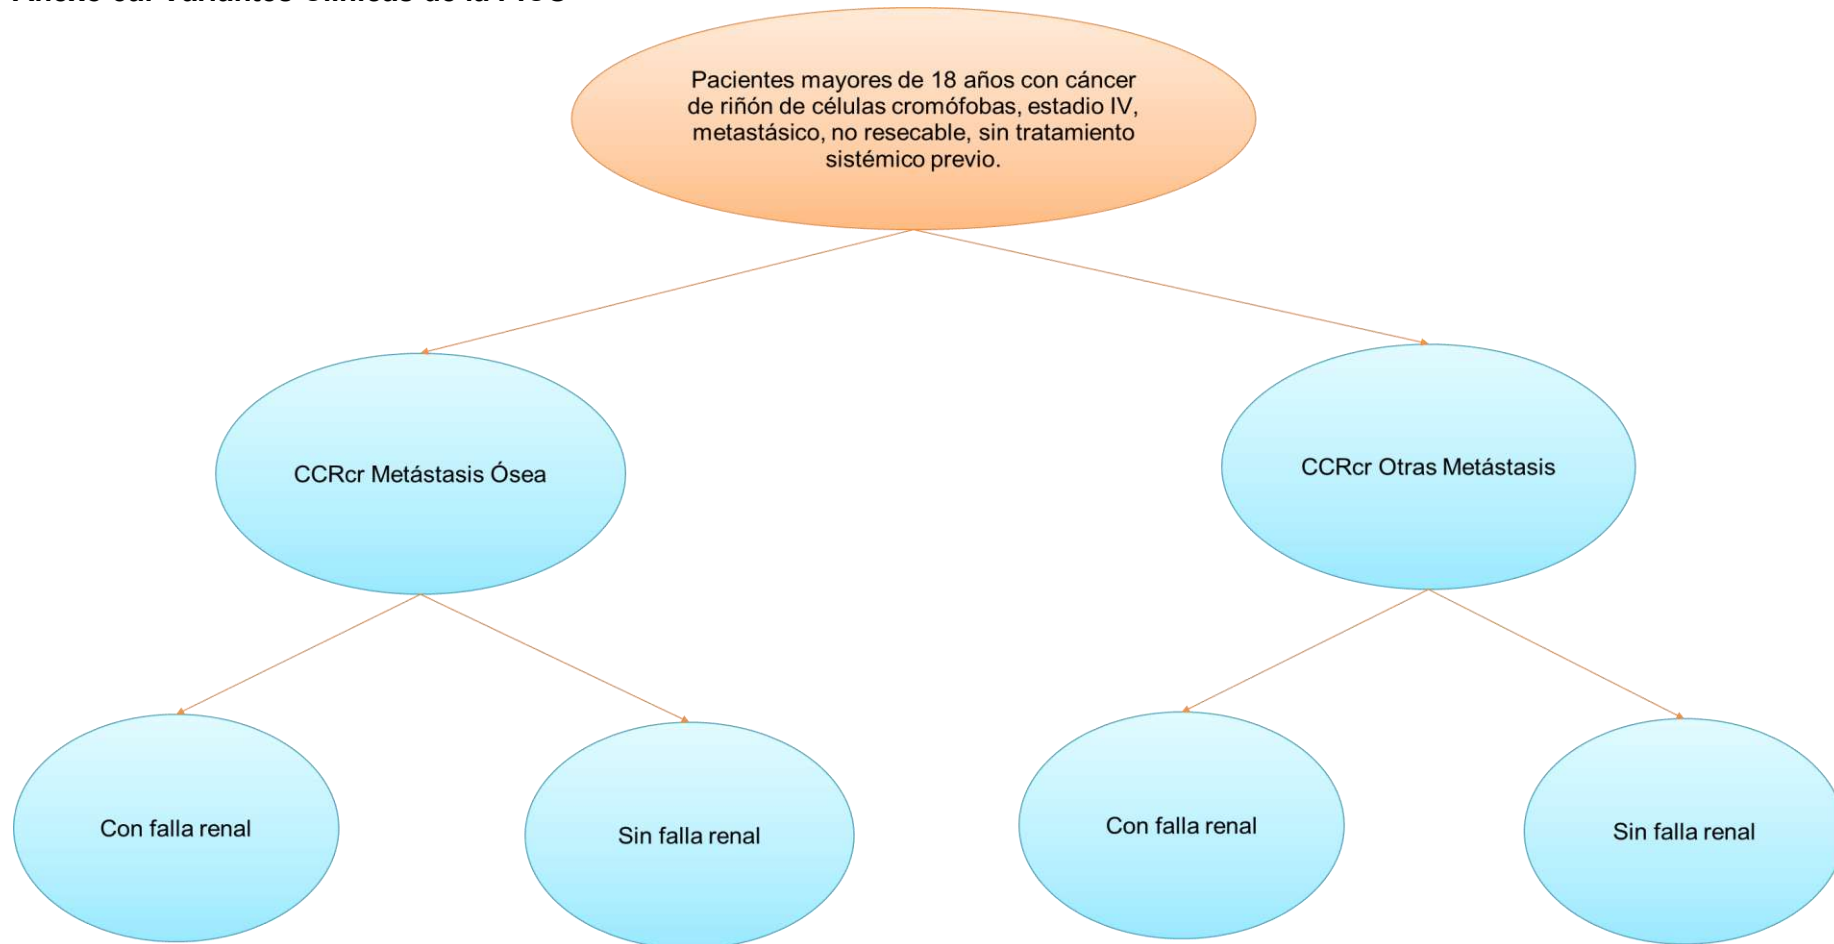 Pacientes mayores de 18 años con cáncer
de riñón de células cromófobas, estadio IV,
metastásico, no resecable, sin tratamiento
sistémico previo.
CCRcr Metástasis Ósea
CCRcr Otras Metástasis
Con falla renal
Sin falla renal
Con falla renal
Sin falla renal